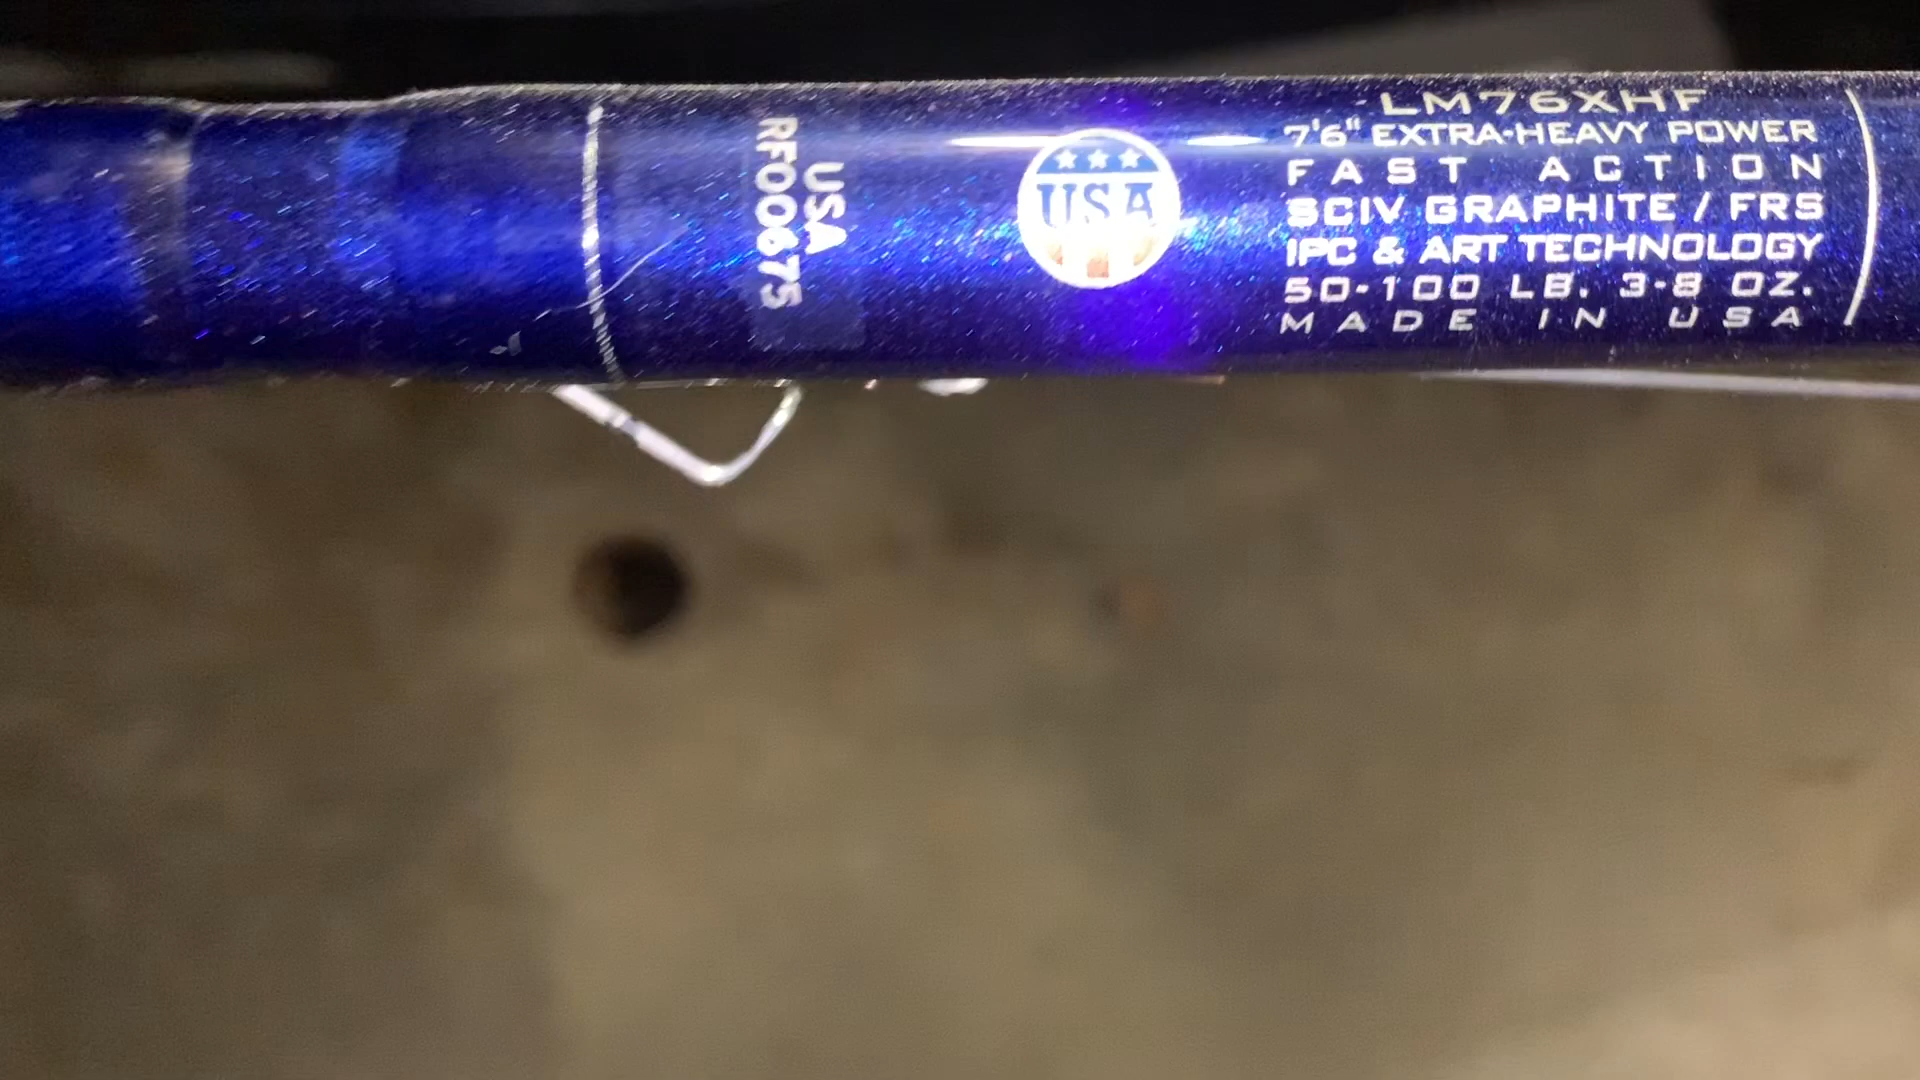 USA
RF00675
USA
LM76XHF
7'6" EXTRA-HEAVY POWER
FAST ACTION
SCIV GRAPHITE / FRS
IPC & ART TECHNOLOGY
50-100 LB. 3-8 OZ.
MADE IN USA